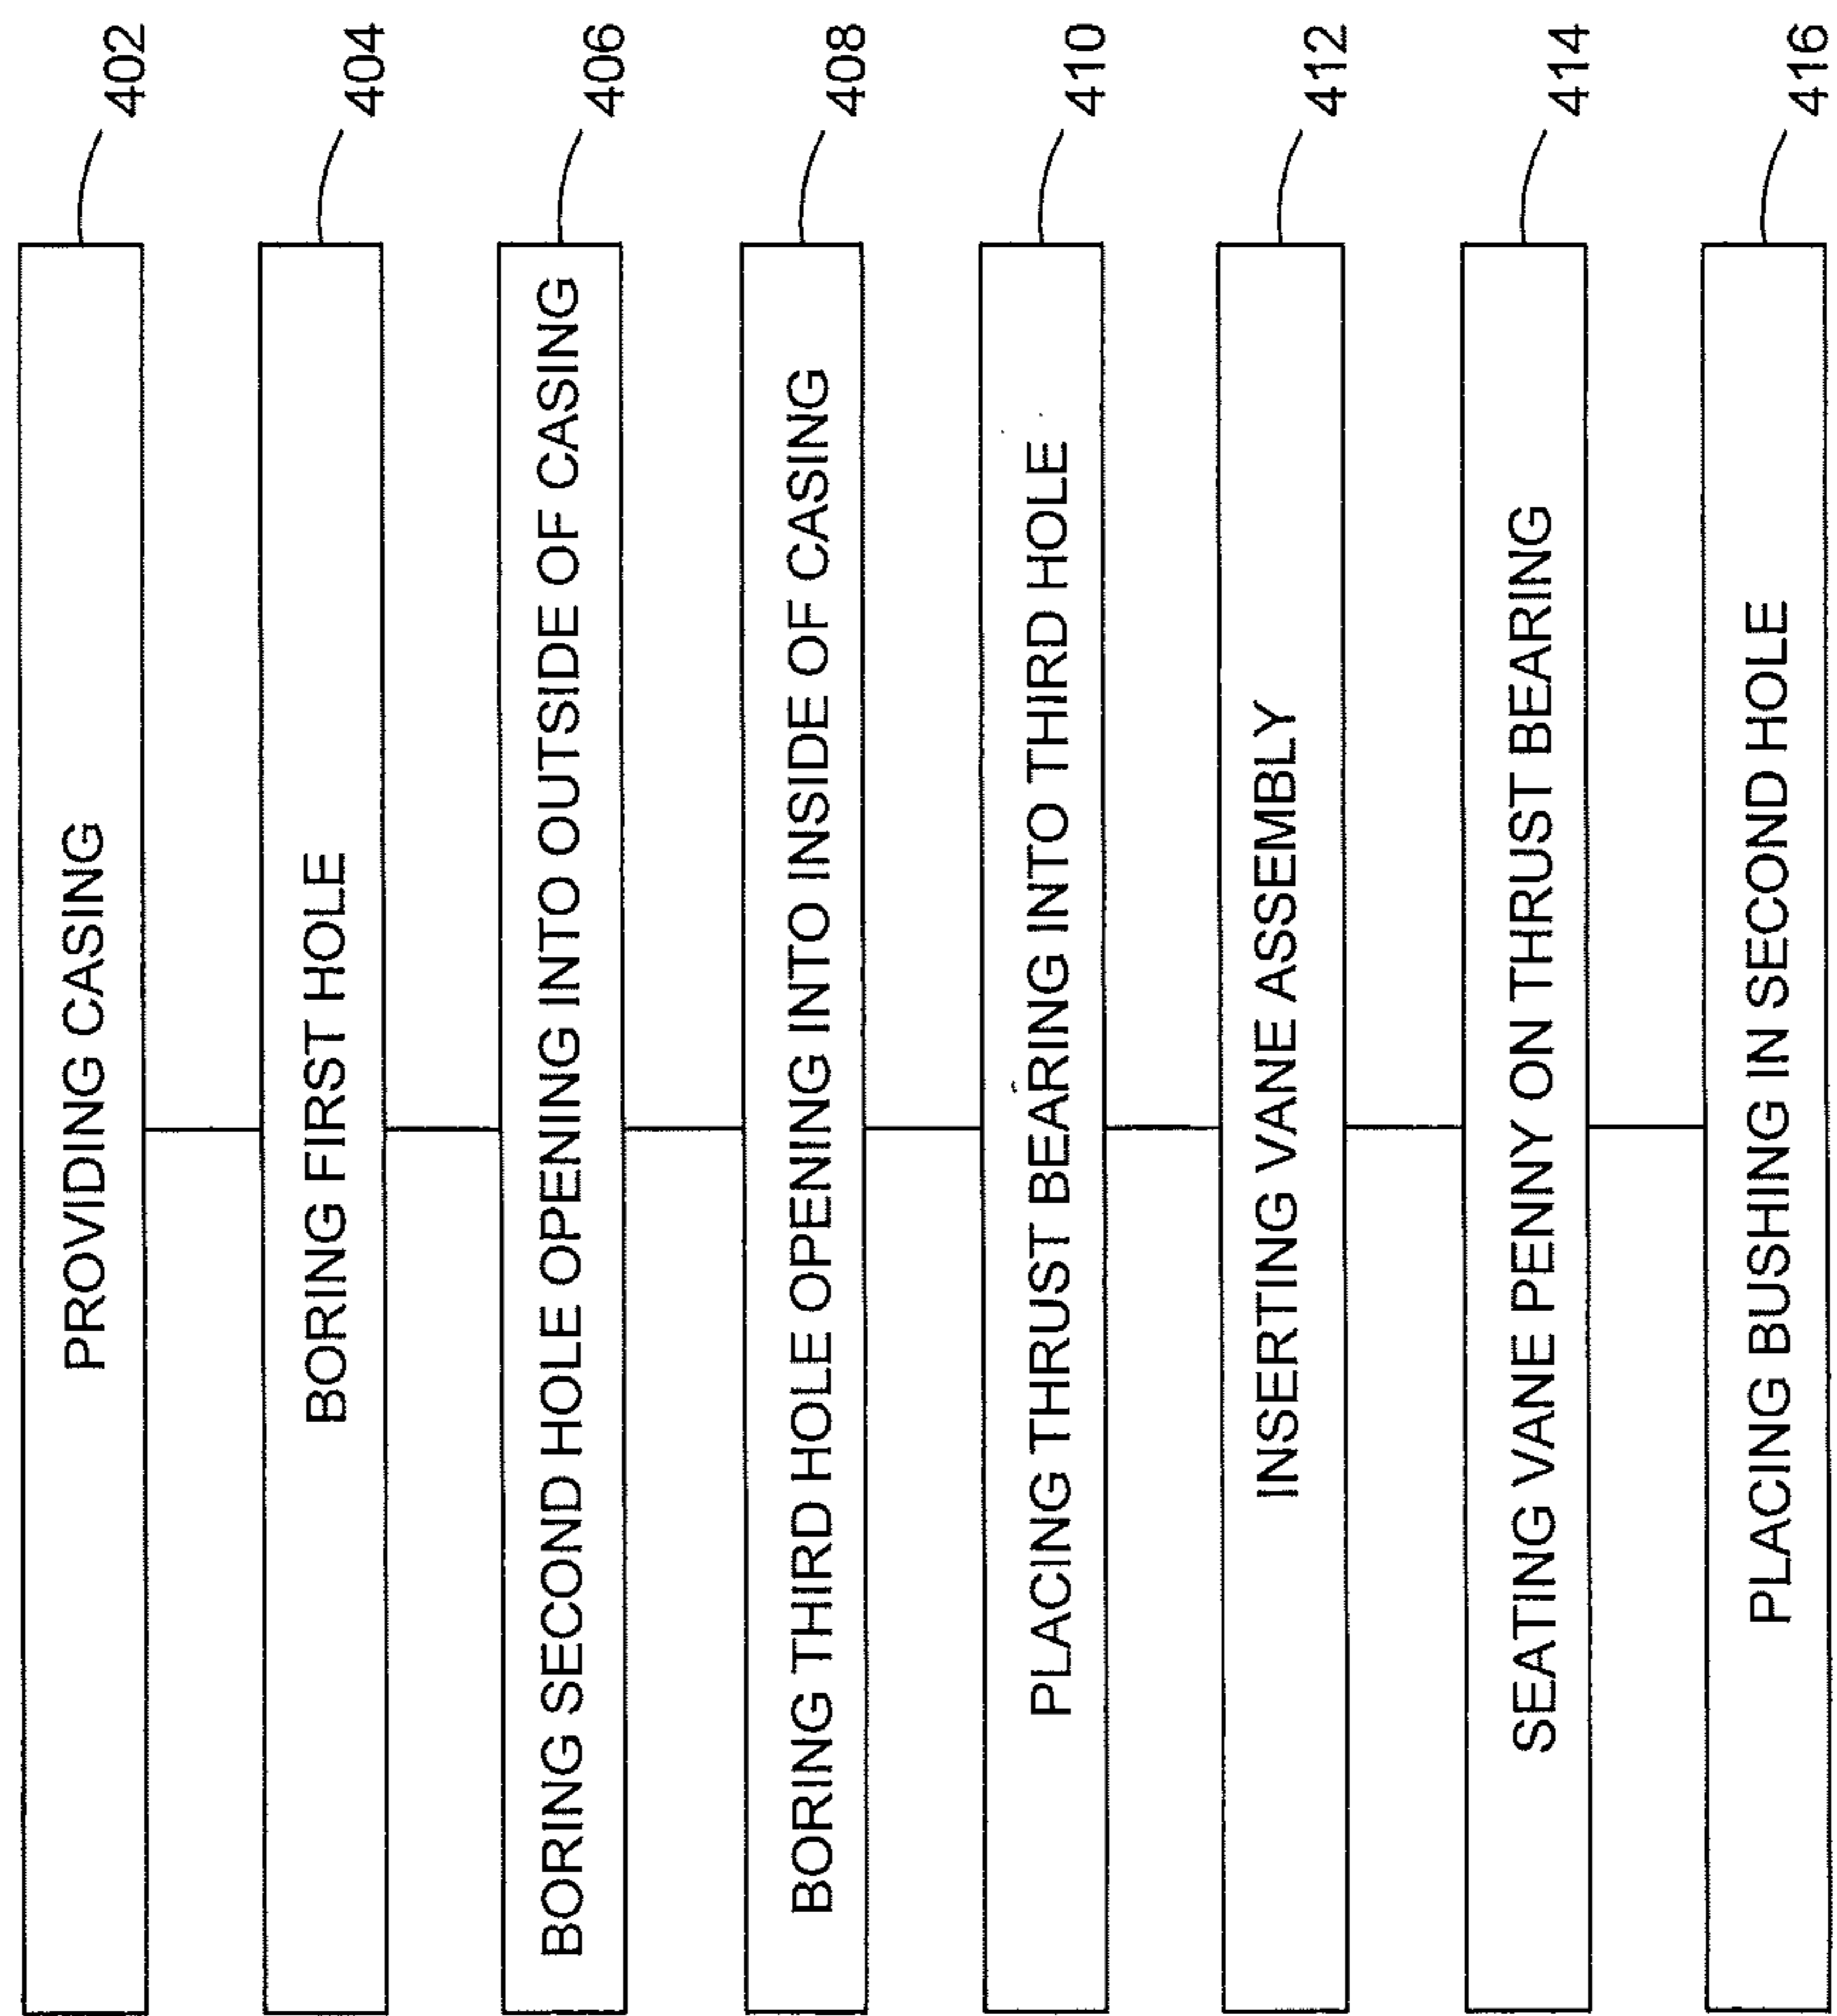 PROVIDING CASING 402
BORING FIRST HOLE 404
BORING SECOND HOLE OPENING INTO OUTSIDE OF CASING 406
BORING THIRD HOLE OPENING INTO INSIDE OF CASING 408
PLACING THRUST BEARING INTO THIRD HOLE 410
INSERTING VANE ASSEMBLY 412
SEATING VANE PENNY ON THRUST BEARING 414
PLACING BUSHING IN SECOND HOLE 416